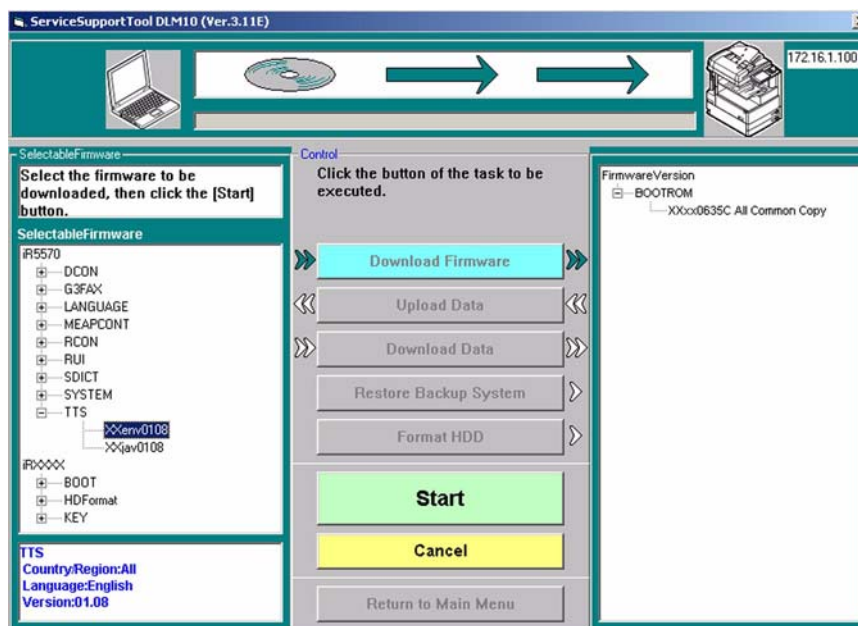 ServiceSupportTool DLM10 (Ver.3.11E)
172.16.1.100
SelectableFirmware
Select the firmware to be
downloaded, then click the [Start]
button.
SelectableFirmware
iR5570
DCON
G3FAX
LANGUAGE
MEAPCONT
RCON
RUI
SDICT
SYSTEM
TTS
XXenv0108
XXjav0108
iRXXXX
BOOT
HDFormat
KEY
TTS
Country/Region:All
Language:English
Version:01.08
Control
Click the button of the task to be
executed.
Download Firmware
Upload Data
Download Data
Restore Backup System
Format HDD
Start
Cancel
Return to Main Menu
FirmwareVersion
BOOTROM
XXxx0635C All Common Copy